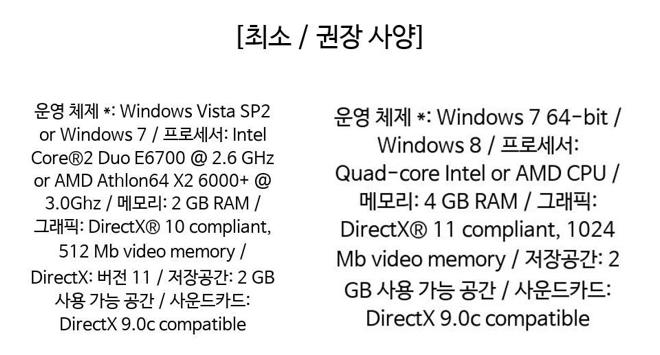 [최소 / 권장 사양]
운영 체제 *: Windows Vista SP2
or Windows 7 / 프로세서: Intel
Core®2 Duo E6700 @ 2.6 GHz
or AMD Athlon64 X2 6000+ @
3.0Ghz / 메모리: 2 GB RAM /
그래픽: DirectX® 10 compliant,
512 Mb video memory /
DirectX: 버전 11 / 저장공간: 2 GB
사용 가능 공간 / 사운드카드:
DirectX 9.0c compatible
운영 체제 *: Windows 7 64-bit /
Windows 8 / 프로세서:
Quad-core Intel or AMD CPU /
메모리: 4 GB RAM / 그래픽:
DirectX® 11 compliant, 1024
Mb video memory / 저장공간: 2
GB 사용 가능 공간 / 사운드카드:
DirectX 9.0c compatible